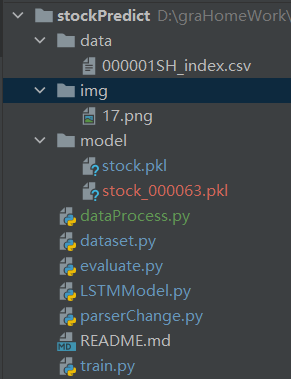 stockPredict D:\graHomeWork\
data
000001SH_index.csv
img
17.png
model
stock.pkl
stock_000063.pkl
dataProcess.py
dataset.py
evaluate.py
LSTMModel.py
parserChange.py
MD README.md
train.py